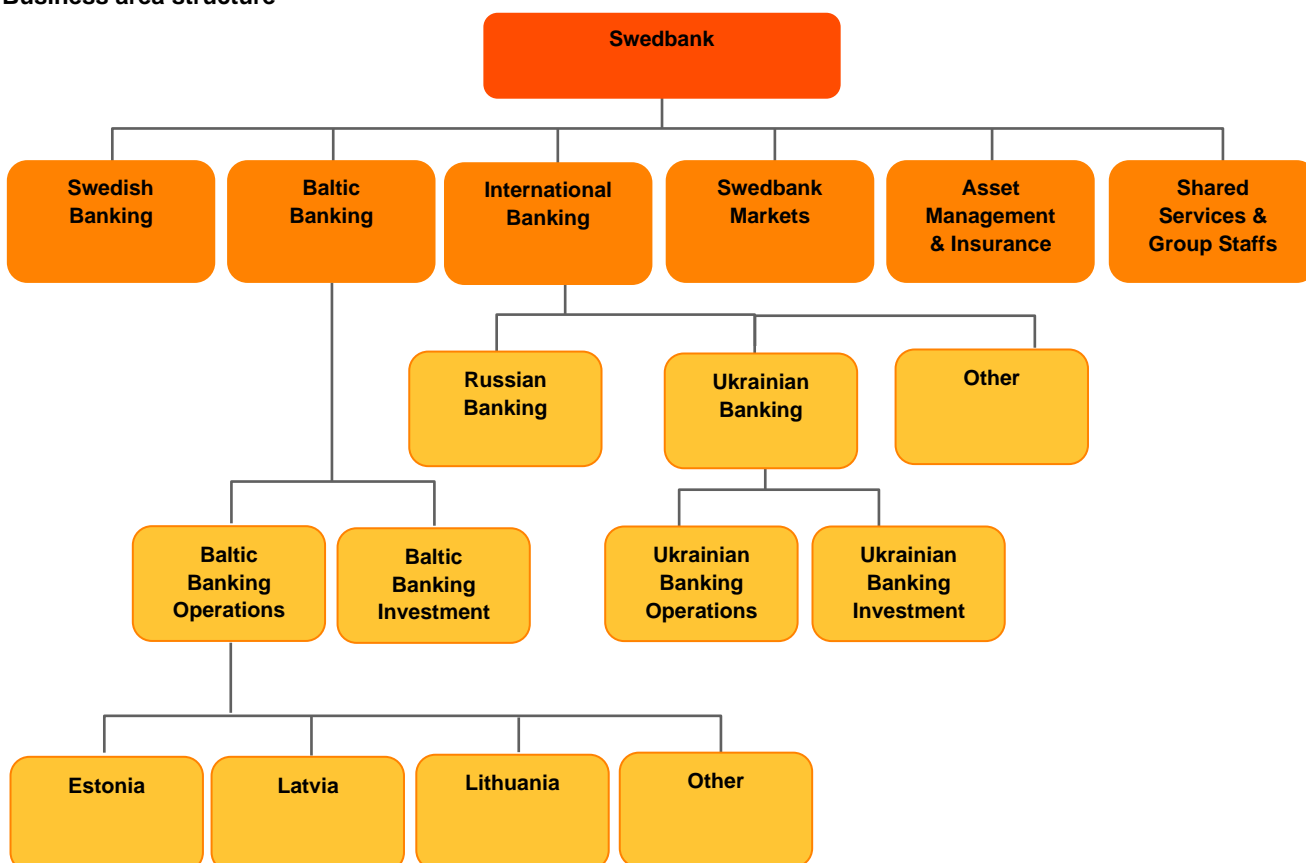 Business area structure
Swedbank
Swedish
Banking
Baltic
Banking
International
Banking
Swedbank
Markets
Asset
Management
& Insurance
Shared
Services &
Group Staffs
Russian
Banking
Ukrainian
Banking
Other
Baltic
Banking
Operations
Baltic
Banking
Investment
Ukrainian
Banking
Operations
Ukrainian
Banking
Investment
Estonia
Latvia
Lithuania
Other